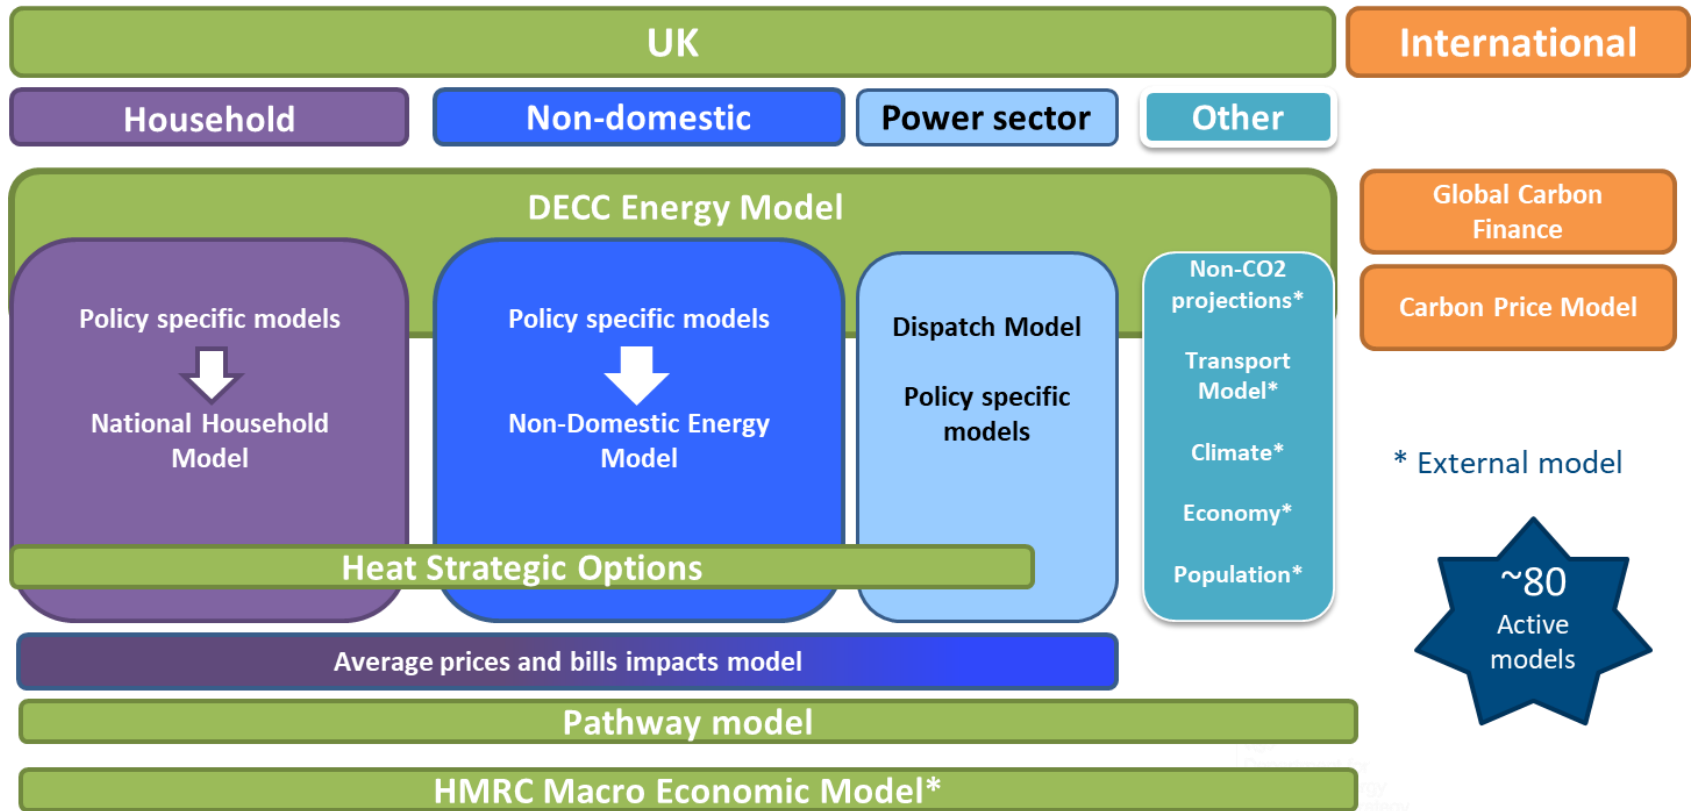 UK
International
Household
Non-domestic
Power sector
Other
DECC Energy Model
Global Carbon
Finance
Carbon Price Model
Policy specific models
National Household
Model
Policy specific models
Non-Domestic Energy
Model
Dispatch Model
Policy specific
models
Non-CO2
projections*
Transport
Model*
Climate*
Economy*
Population*
* External model
~80
Active
models
Heat Strategic Options
Average prices and bills impacts model
Pathway model
HMRC Macro Economic Model*